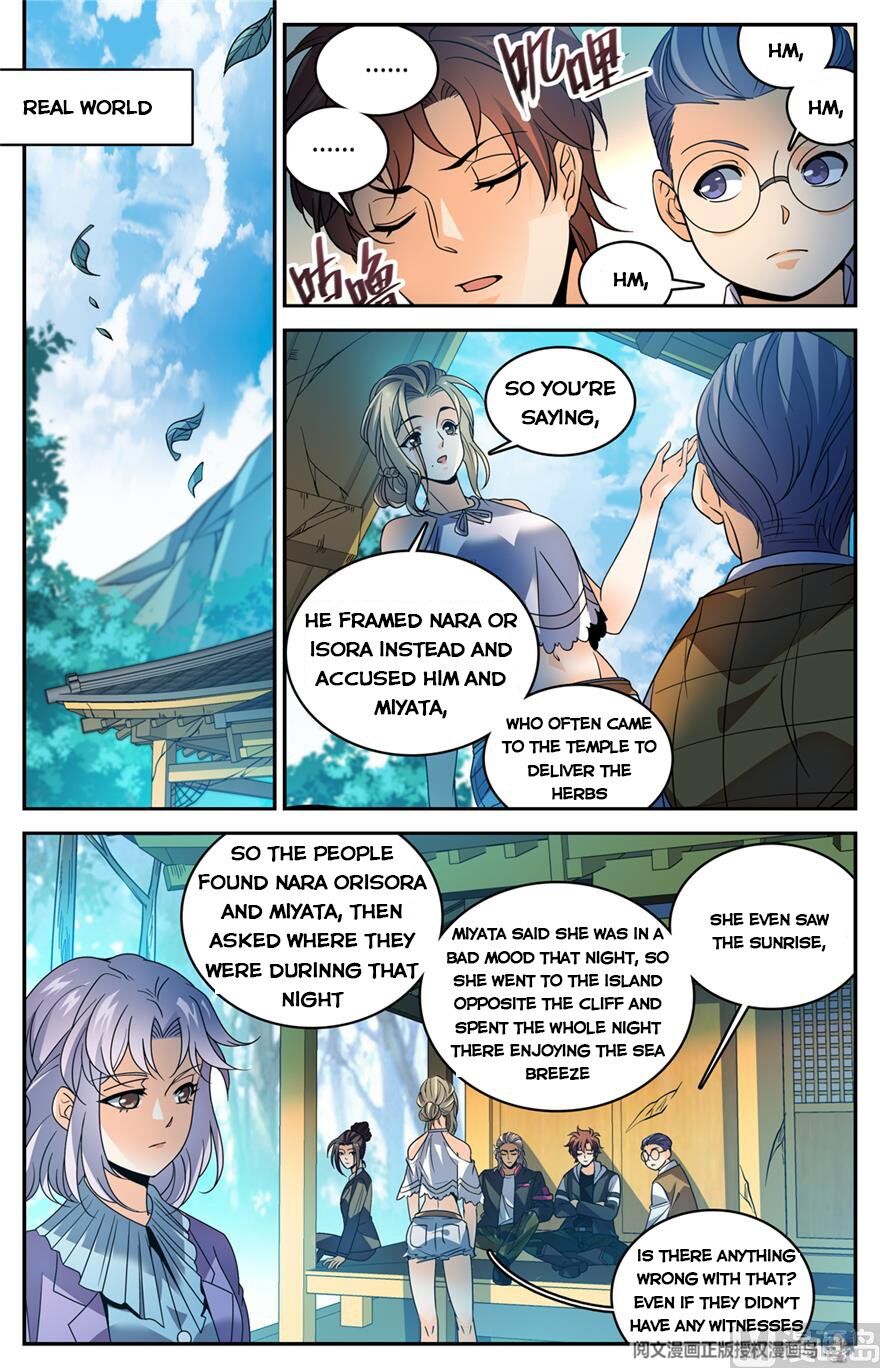 REAL WORLD
......
......
叽哩
咕噜
HM,
HM,
HM,
SO YOU'RE
SAYING,
HE FRAMED NARA OR
ISORA INSTEAD AND
ACCUSED HIM AND
MIYATA,
WHO OFTEN CAME
TO THE TEMPLE TO
DELIVER THE
HERBS
SO THE PEOPLE
FOUND NARA ORISORA
AND MIYATA, THEN
ASKED WHERE THEY
WERE DURINNG THAT
NIGHT
MIYATA SAID SHE WAS IN A
BAD MOOD THAT NIGHT, SO
SHE WENT TO THE ISLAND
OPPOSITE THE CLIFF AND
SPENT THE WHOLE NIGHT
THERE ENJOYING THE SEA
BREEZE
SHE EVEN SAW
THE SUNRISE,
IS THERE ANYTHING
WRONG WITH THAT?
EVEN IF THEY DIDN'T
HAVE ANY WITNESSES
阅文漫画正版授权漫画岛